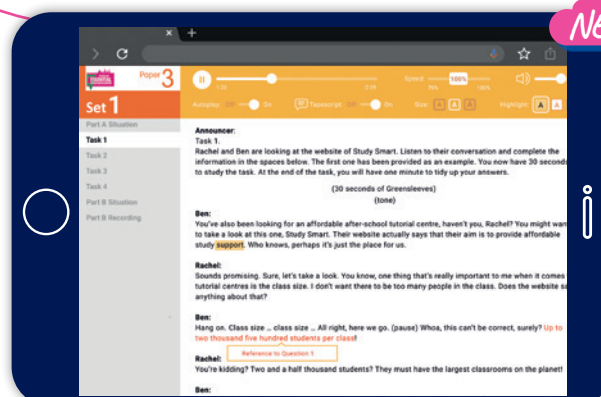 Ne
Paper 3
Set 1
1:20
0:09
Speed
70%
100%
180%
Autoplay: Off On
Tapescript: Off On
Size: A A A
Highlight: A A
Part A Situation
Task 1
Task 2
Task 3
Task 4
Part B Situation
Part B Recording
Announcer:
Task 1.
Rachel and Ben are looking at the website of Study Smart. Listen to their conversation and complete the
information in the spaces below. The first one has been provided as an example. You now have 30 seconds
to study the task. At the end of the task, you will have one minute to tidy up your answers.
(30 seconds of Greensleeves)
(tone)
Ben:
You've also been looking for an affordable after-school tutorial centre, haven't you, Rachel? You might wan
to take a look at this one, Study Smart. Their website actually says that their aim is to provide affordable
study support. Who knows, perhaps it's just the place for us.
Rachel:
Sounds promising. Sure, let's take a look. You know, one thing that's really important to me when it comes
tutorial centres is the class size. I don't want there to be too many people in the class. Does the website sa
anything about that?
Ben:
Hang on. Class size ... class size ... All right, here we go. (pause) Whoa, this can't be correct, surely? Up to
two thousand five hundred students per class!
Reference to Question 1
Rachel:
You're kidding? Two and a half thousand students? They must have the largest classrooms on the planet!
Ben: